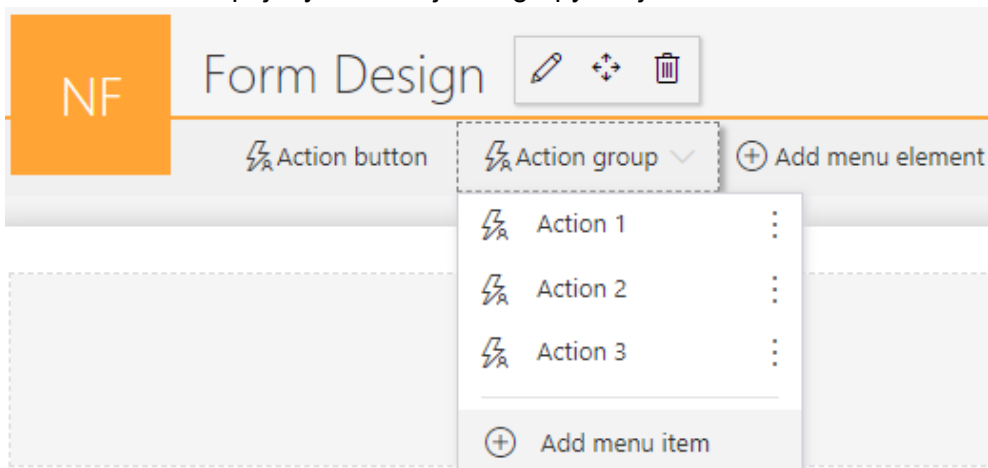 NF
Form Design
Action button
Action group
Add menu element
Action 1
Action 2
Action 3
Add menu item